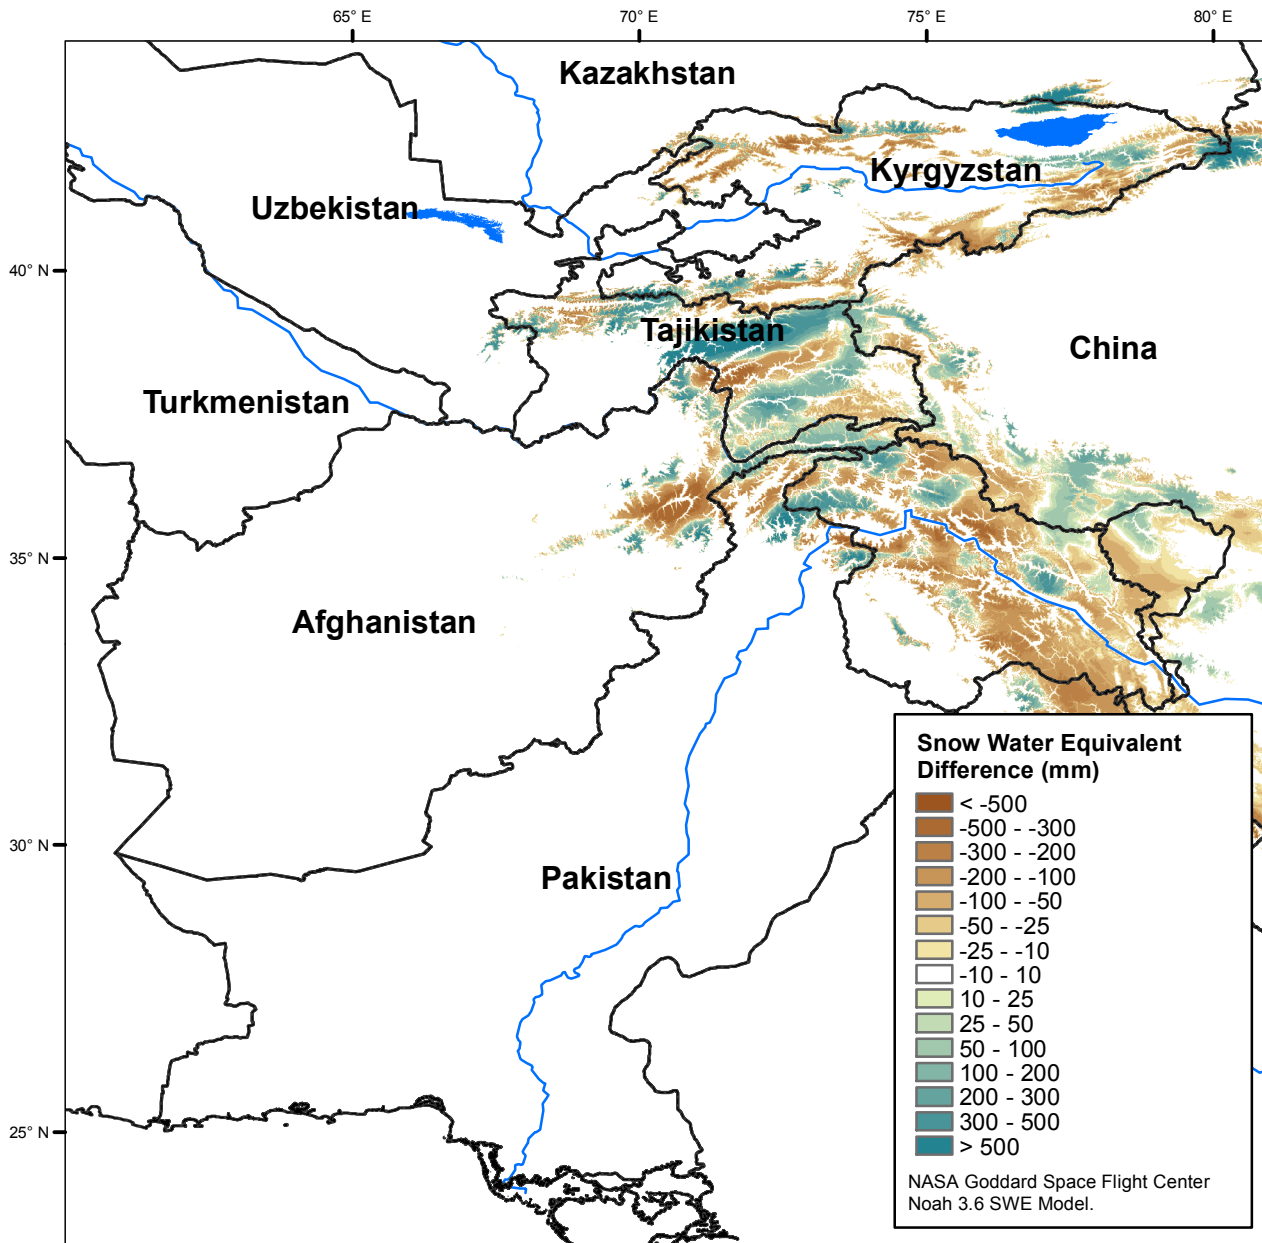 65° E
70° E
75° E
80° E
Kazakhstan
Kyrgyzstan
Uzbekistan
40° N
Tajikistan
China
Turkmenistan
35° N
Afghanistan
Snow Water Equivalent
Difference (mm)
< -500
-500 - -300
-300 - -200
-200 - -100
-100 - -50
-50 - -25
-25 - -10
-10 - 10
10 - 25
25 - 50
50 - 100
100 - 200
200 - 300
300 - 500
> 500
NASA Goddard Space Flight Center
Noah 3.6 SWE Model.
30° N
Pakistan
25° N